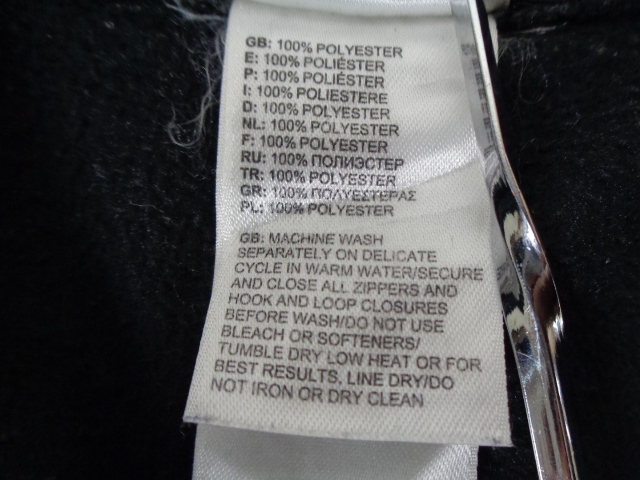 GB: 100% POLYESTER
E: 100% POLIÉSTER
P: 100% POLIÉSTER
I: 100% POLIESTERE
D: 100% POLYESTER
NL: 100% POLYESTER
F: 100% POLYESTER
RU: 100% ПОЛИЭСТЕР
TR: 100% POLYESTER
GR: 100% ΠΟΛΥΕΣΤΕΡΑΣ
PL: 100% POLYESTER
GB: MACHINE WASH
SEPARATELY ON DELICATE
CYCLE IN WARM WATER/SECURE
AND CLOSE ALL ZIPPERS AND
HOOK AND LOOP CLOSURES
BEFORE WASH/DO NOT USE
BLEACH OR SOFTENERS/
TUMBLE DRY LOW HEAT OR FOR
BEST RESULTS, LINE DRY/DO
NOT IRON OR DRY CLEAN